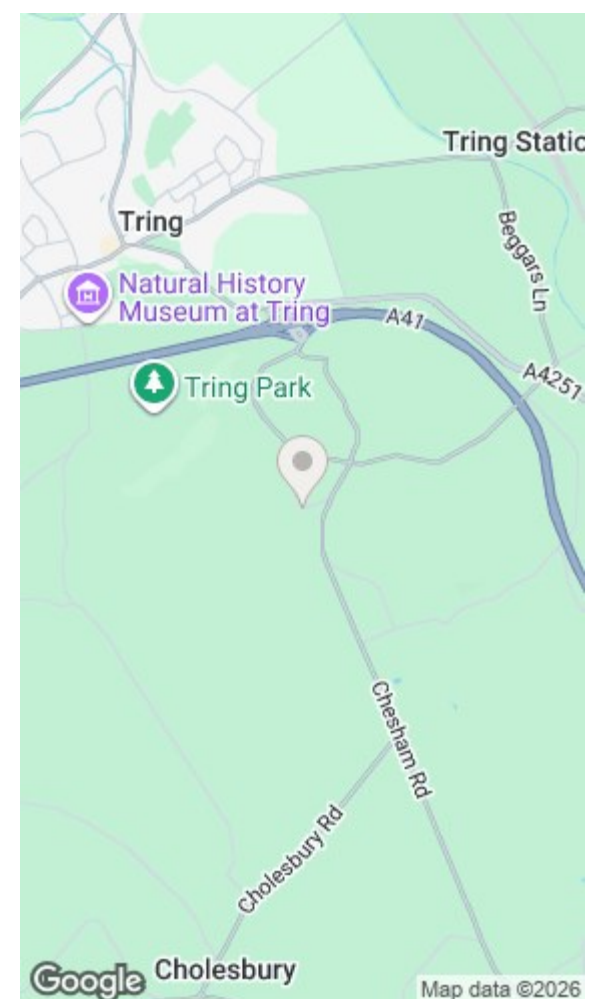 Tring Static
Tring
Beggars Ln
Natural History
Museum at Tring
A41
A4251
Tring Park
Chesham Rd
Cholesbury Rd
Cholesbury
Google
Map data ©2026